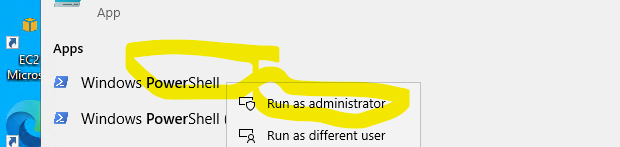 App
Apps
EC2
Micros
Windows PowerShell
Run as administrator
Windows PowerShell (
Run as different user